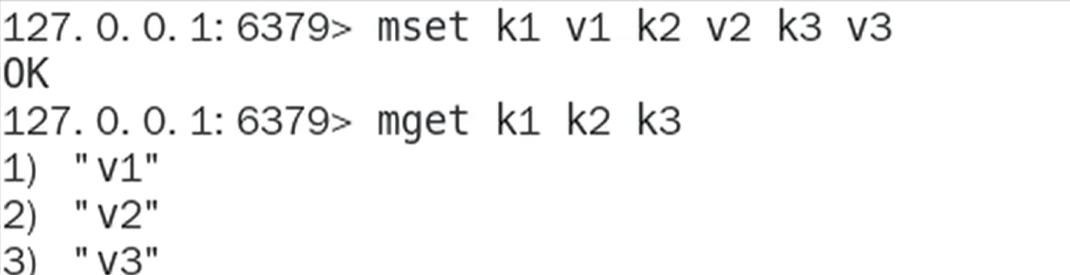 127.0.0.1:6379> mset k1 v1 k2 v2 k3 v3
OK
127.0.0.1:6379> mget k1 k2 k3
1) "v1"
2) "v2"
3) "v3"